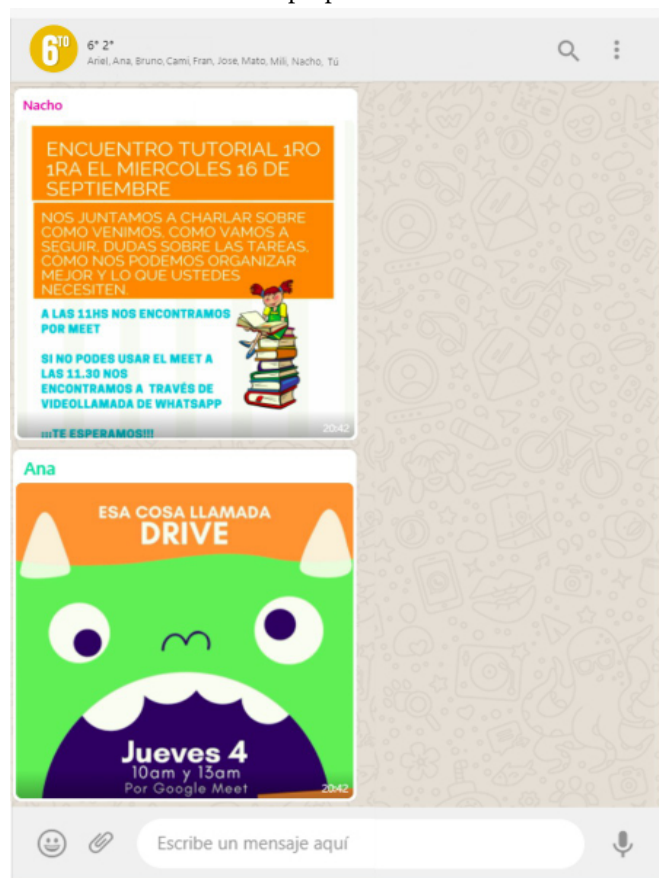 6TO
6° 2°
Ariel, Ana, Bruno, Cami, Fran, Jose, Mato, Mili, Nacho, Tú
Nacho
ENCUENTRO TUTORIAL 1RO
1RA EL MIERCOLES 16 DE
SEPTIEMBRE
NOS JUNTAMOS A CHARLAR SOBRE
COMO VENIMOS, COMO VAMOS A
SEGUIR, DUDAS SOBRE LAS TAREAS,
COMO NOS PODEMOS ORGANIZAR
MEJOR Y LO QUE USTEDES
NECESITEN.
A LAS 11HS NOS ENCONTRAMOS
POR MEET
SI NO PODES USAR EL MEET A
LAS 11.30 NOS
ENCONTRAMOS A TRAVÉS DE
VIDEOLLAMADA DE WHATSAPP
¡¡¡TE ESPERAMOS!!!
20:42
Ana
ESA COSA LLAMADA
DRIVE
Jueves 4
10am y 13am
Por Google Meet
20:42
Escribe un mensaje aquí